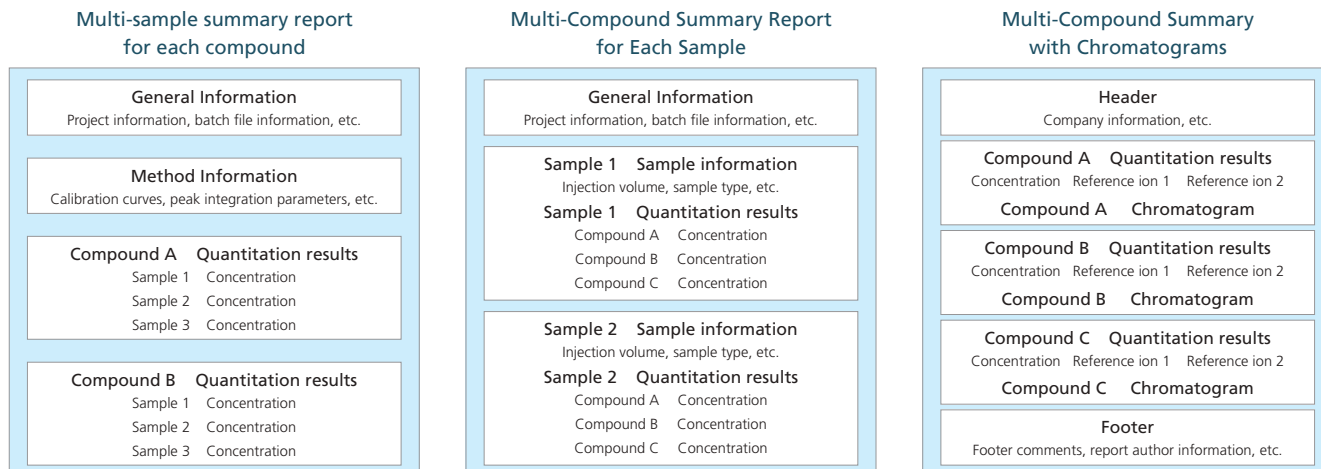 Multi-sample summary report
for each compound
General Information
Project information, batch file information, etc.
Method Information
Calibration curves, peak integration parameters, etc.
Compound A Quantitation results
Sample 1 Concentration
Sample 2 Concentration
Sample 3 Concentration
Compound B Quantitation results
Sample 1 Concentration
Sample 2 Concentration
Sample 3 Concentration
Multi-Compound Summary Report
for Each Sample
General Information
Project information, batch file information, etc.
Sample 1 Sample information
Injection volume, sample type, etc.
Sample 1 Quantitation results
Compound A Concentration
Compound B Concentration
Compound C Concentration
Sample 2 Sample information
Injection volume, sample type, etc.
Sample 2 Quantitation results
Compound A Concentration
Compound B Concentration
Compound C Concentration
Multi-Compound Summary
with Chromatograms
Header
Company information, etc.
Compound A Quantitation results
Concentration Reference ion 1 Reference ion 2
Compound A Chromatogram
Compound B Quantitation results
Concentration Reference ion 1 Reference ion 2
Compound B Chromatogram
Compound C Quantitation results
Concentration Reference ion 1 Reference ion 2
Compound C Chromatogram
Footer
Footer comments, report author information, etc.